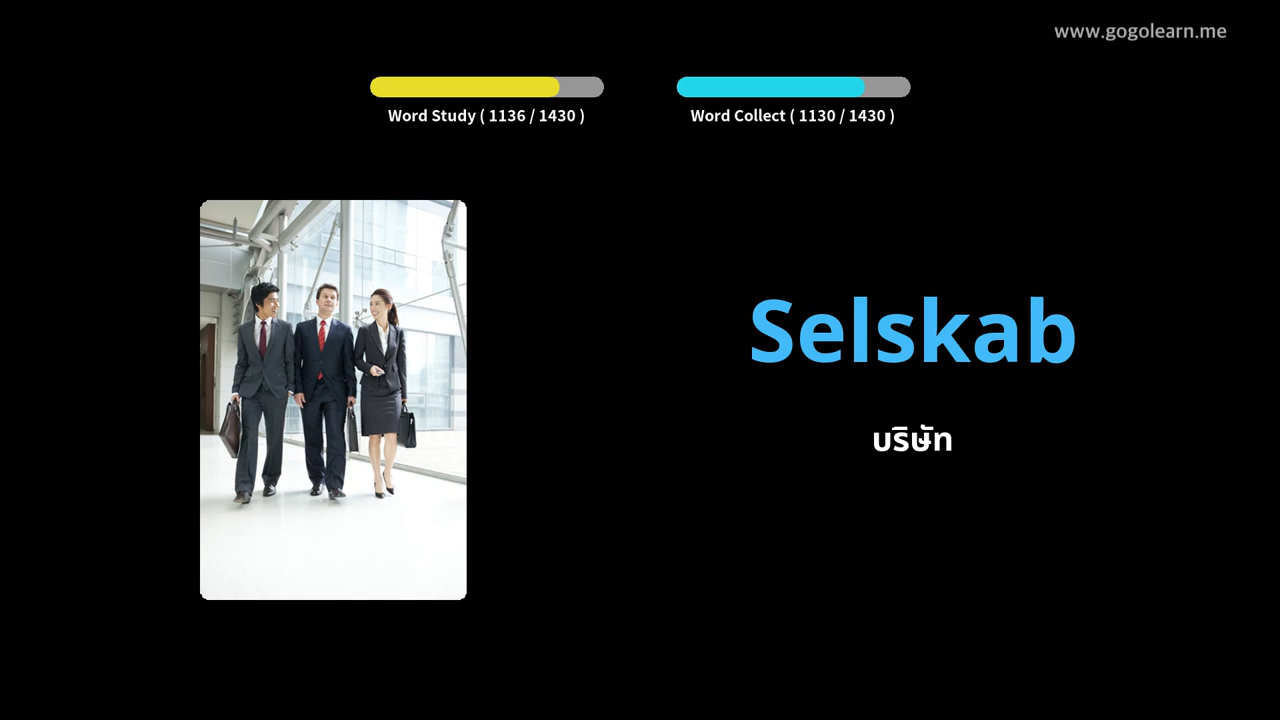 www.gogolearn.me
Word Study ( 1136 / 1430 )
Word Collect ( 1130 / 1430 )
Selskab
บริษัท